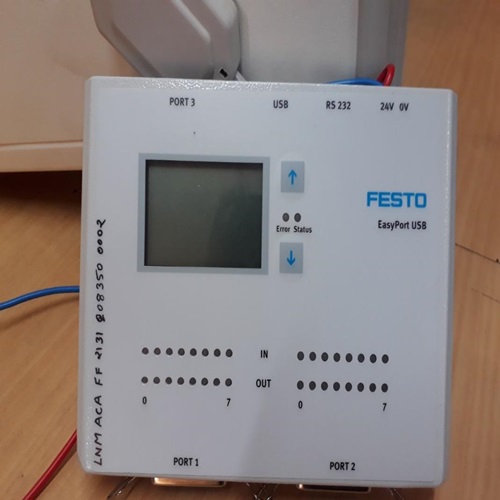 PORT 3 USB RS 232 24V 0V
FESTO
EasyPort USB
Error Status
IN
OUT
0 7 0 7
PORT 1 PORT 2
LNM ACA FF 2131 808350 0002